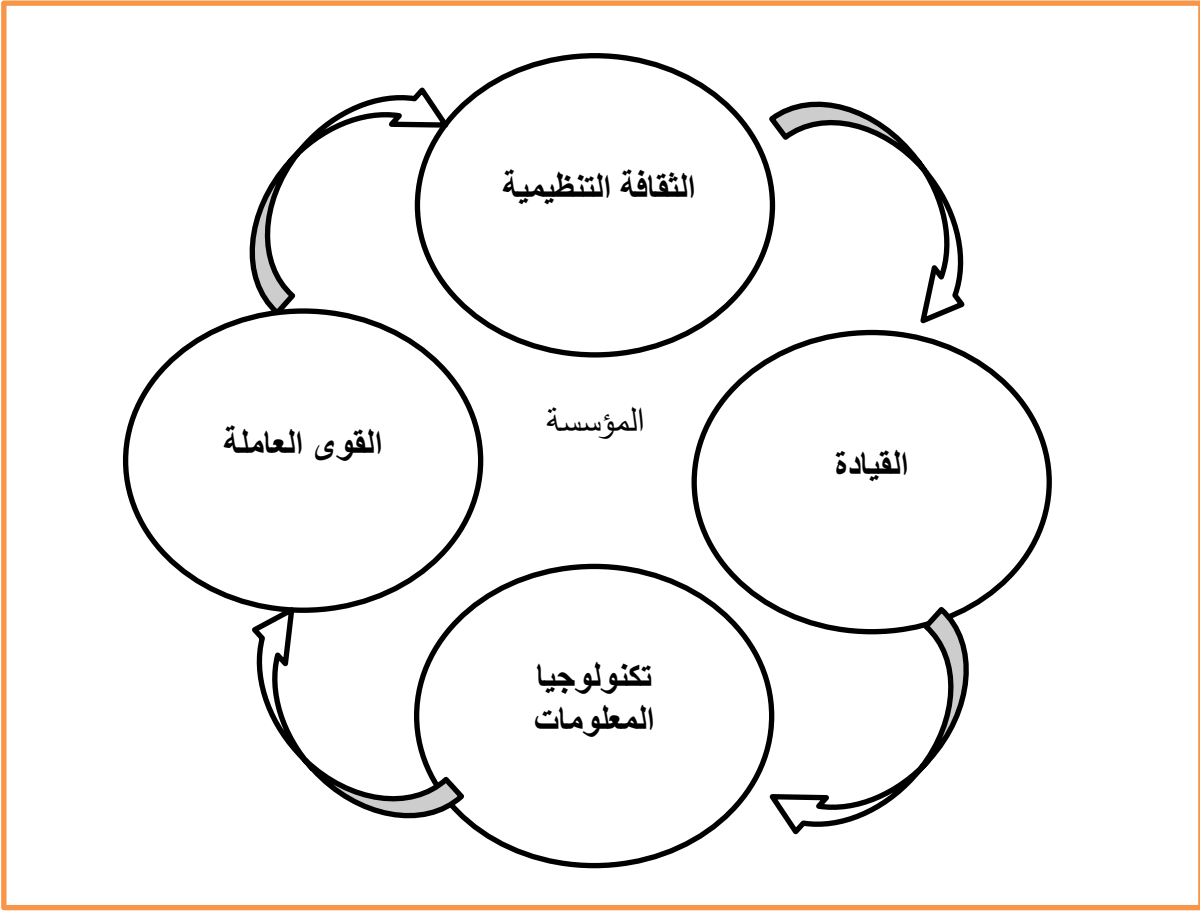 الثقافة التنظيمية
المؤسسة
القوى العاملة
القيادة
تكنولوجيا
المعلومات